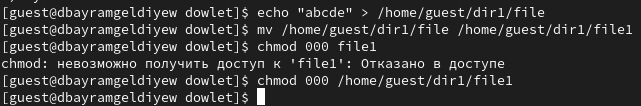 [guest@dbayramgeldiyew dowlet]$ echo "abcde" > /home/guest/dir1/file
[guest@dbayramgeldiyew dowlet]$ mv /home/guest/dir1/file /home/guest/dir1/file1
[guest@dbayramgeldiyew dowlet]$ chmod 000 file1
chmod: невозможно получить доступ к 'file1': Отказано в доступе
[guest@dbayramgeldiyew dowlet]$ chmod 000 /home/guest/dir1/file1
[guest@dbayramgeldiyew dowlet]$